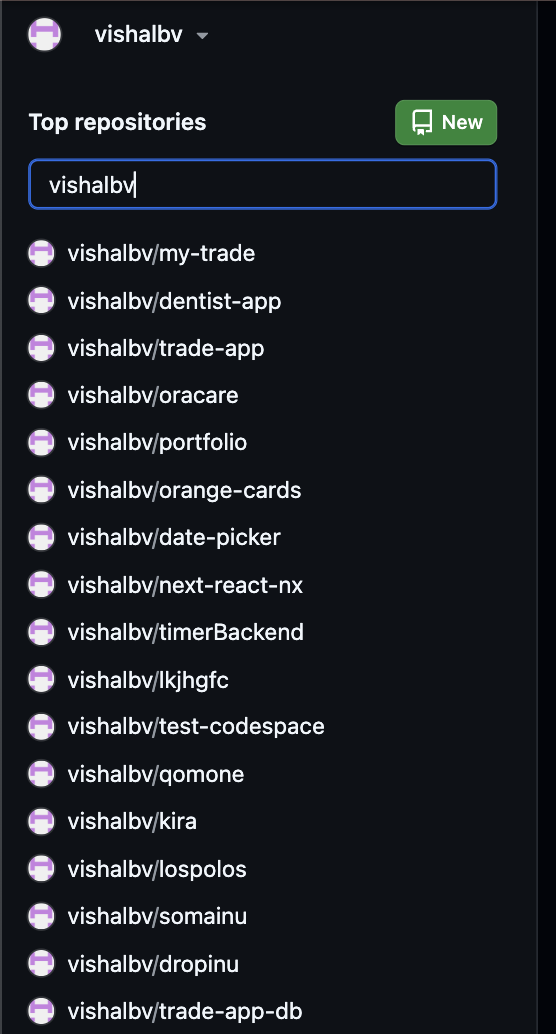 vishalbv
Top repositories
New
vishalbv
vishalbv/my-trade
vishalbv/dentist-app
vishalbv/trade-app
vishalbv/oracare
vishalbv/portfolio
vishalbv/orange-cards
vishalbv/date-picker
vishalbv/next-react-nx
vishalbv/timerBackend
vishalbv/lkjhgfc
vishalbv/test-codespace
vishalbv/qomone
vishalbv/kira
vishalbv/lospolos
vishalbv/somainu
vishalbv/dropinu
vishalbv/trade-app-db